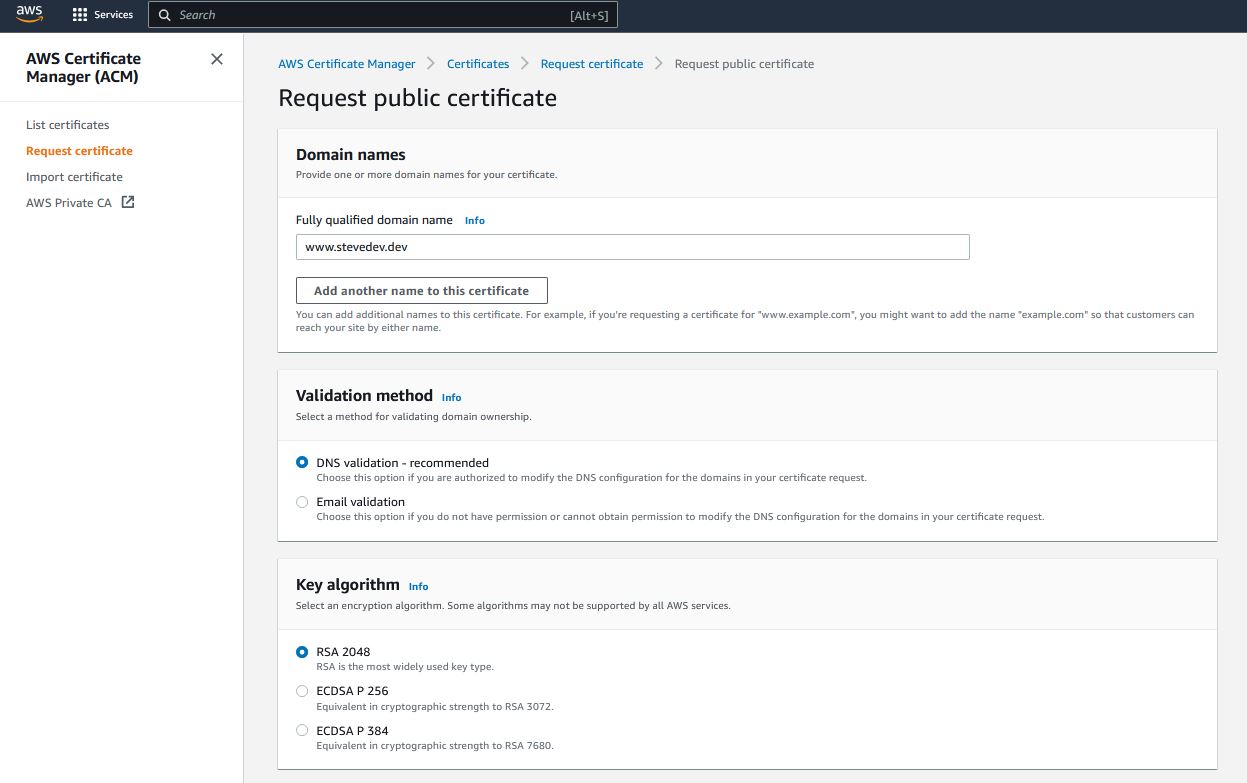 aws
Services
Search
[Alt+S]
AWS Certificate
Manager (ACM)
List certificates
Request certificate
Import certificate
AWS Private CA
AWS Certificate Manager
Certificates
Request certificate
Request public certificate
Request public certificate
Domain names
Provide one or more domain names for your certificate.
Fully qualified domain name Info
www.stevedev.dev
Add another name to this certificate
You can add additional names to this certificate. For example, if you're requesting a certificate for "www.example.com", you might want to add the name "example.com" so that customers can
reach your site by either name.
Validation method Info
Select a method for validating domain ownership.
DNS validation - recommended
Choose this option if you are authorized to modify the DNS configuration for the domains in your certificate request.
Email validation
Choose this option if you do not have permission or cannot obtain permission to modify the DNS configuration for the domains in your certificate request.
Key algorithm Info
Select an encryption algorithm. Some algorithms may not be supported by all AWS services.
RSA 2048
RSA is the most widely used key type.
ECDSA P 256
Equivalent in cryptographic strength to RSA 3072.
ECDSA P 384
Equivalent in cryptographic strength to RSA 7680.